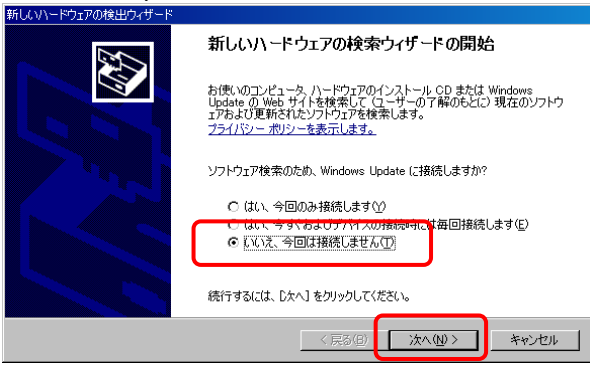 新しいハードウェアの検出ウィザード
新しいハードウェアの検索ウィザードの開始
お使いのコンピュータ、ハードウェアのインストール CD または Windows
Update の Web サイトを検索して (ユーザーの了解のもとに) 現在のソフトウ
ェアおよび更新されたソフトウェアを検索します。
プライバシー ポリシーを表示します。
ソフトウェア検索のため、Windows Update に接続しますか?
はい、今回のみ接続します(Y)
はい、今すぐおよびデバイスの接続時には毎回接続します(E)
いいえ、今回は接続しません(T)
続行するには、[次へ] をクリックしてください。
< 戻る(B) 次へ(N) > キャンセル